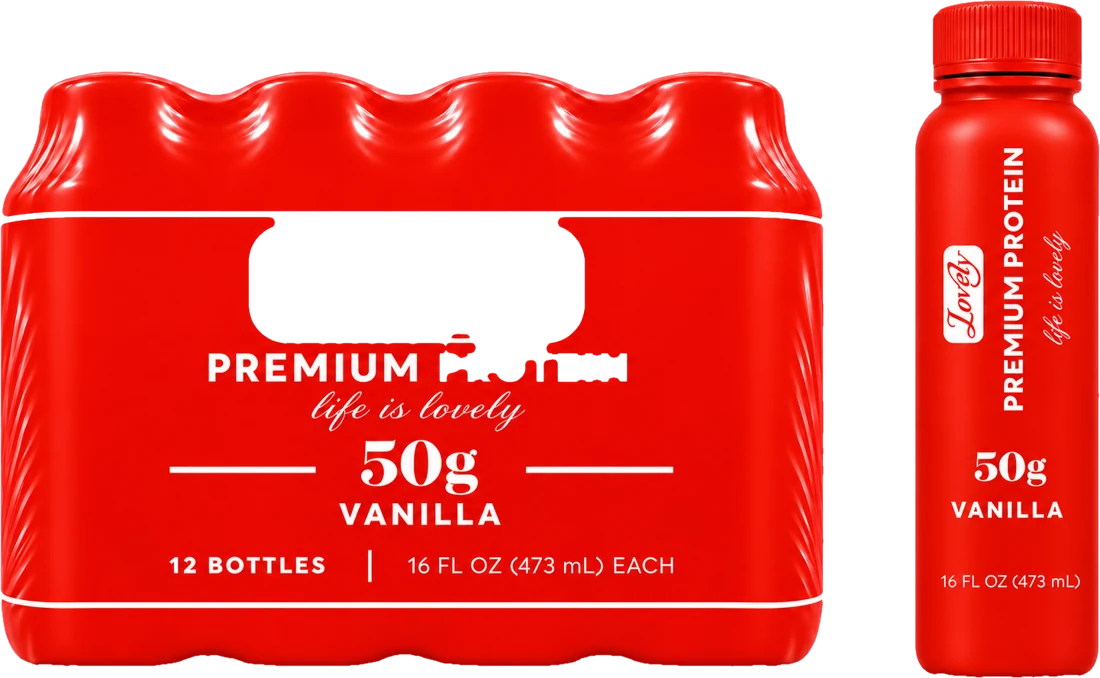 PREMIUM
life is lovely
50g
VANILLA
12 BOTTLES | 16 FL OZ (473 mL) EACH
Lovely
PREMIUM PROTEIN
life is lovely
50g
VANILLA
16 FL OZ (473 mL)